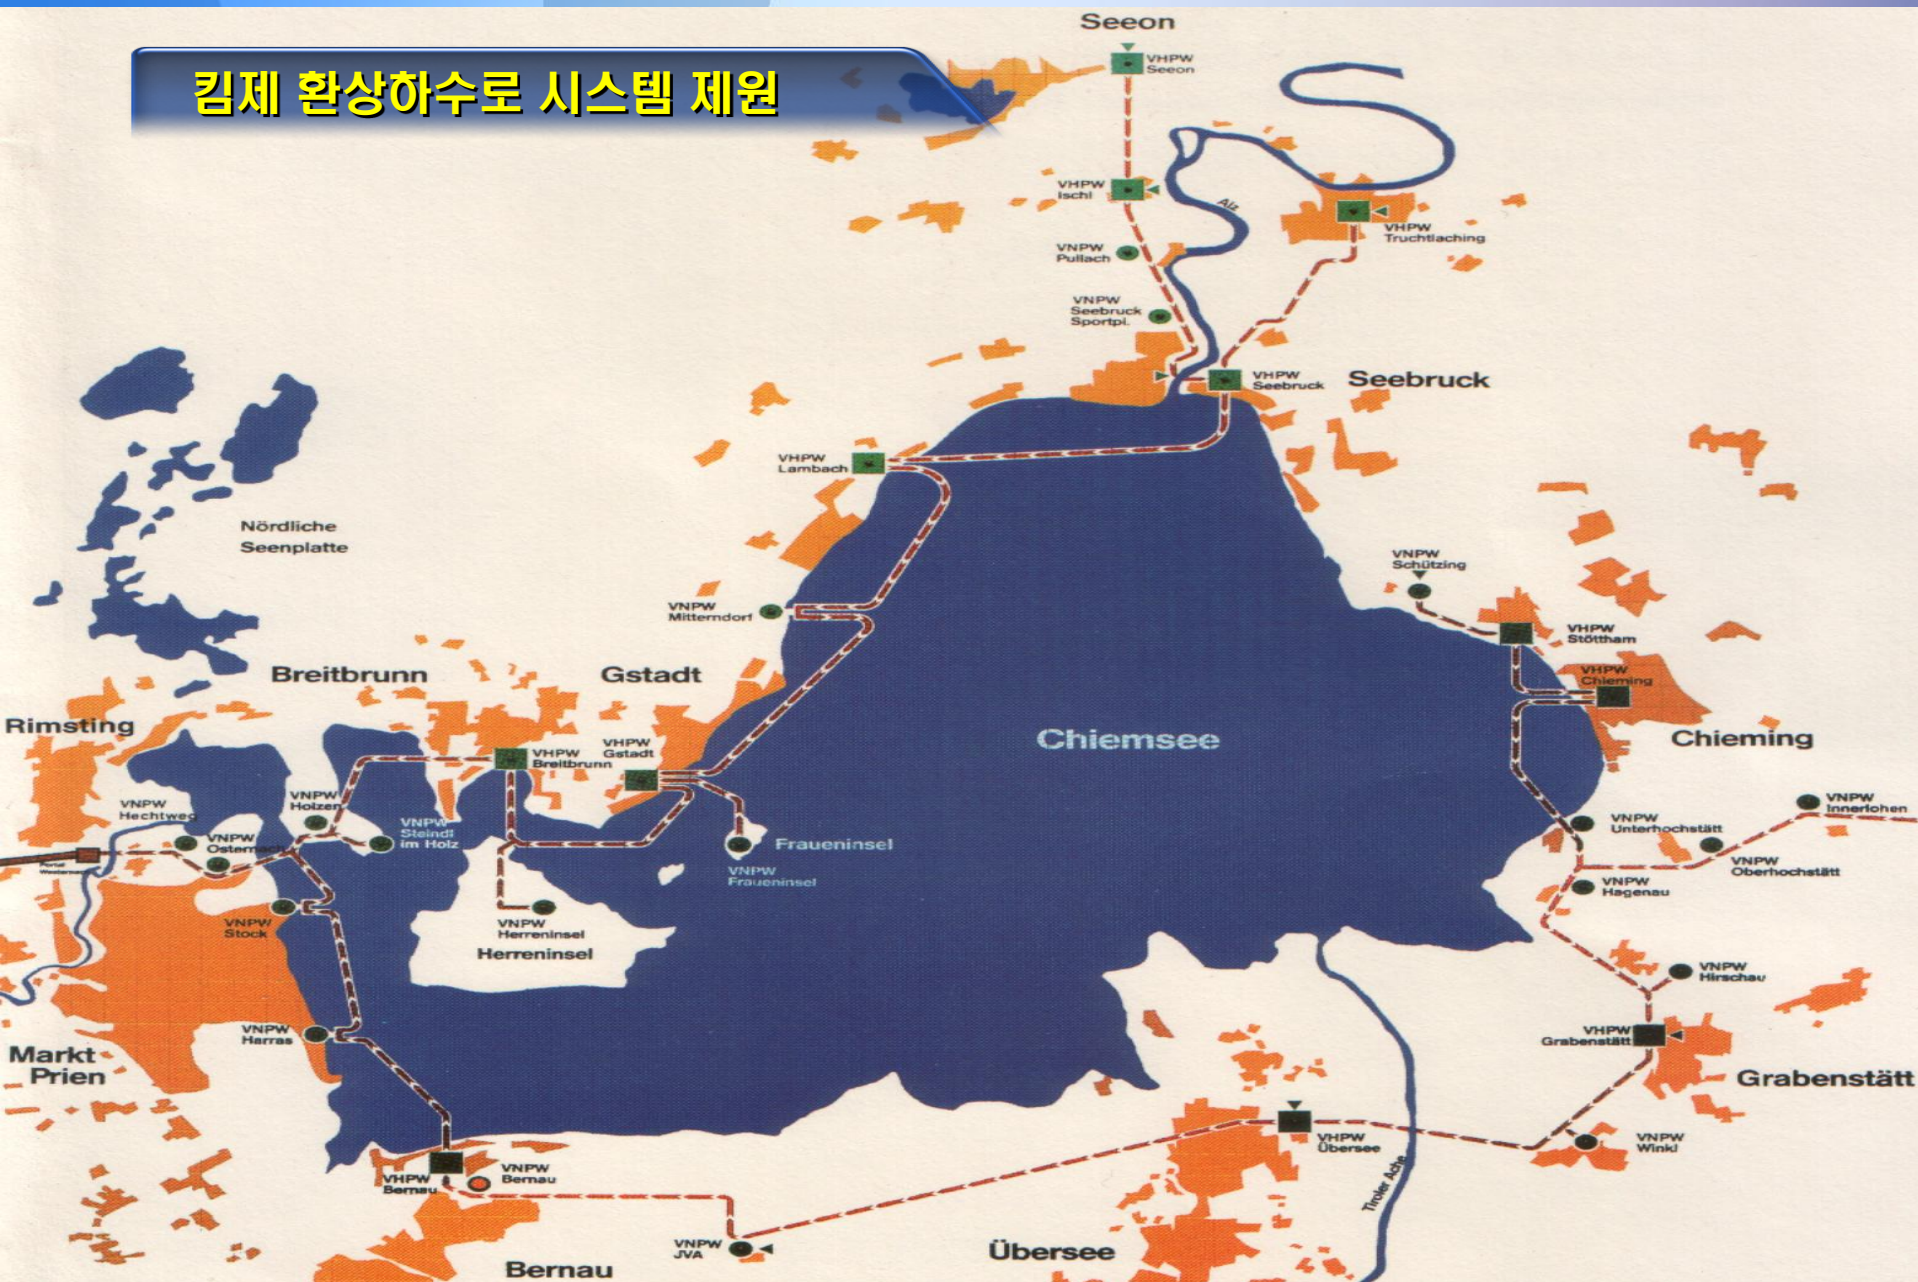 킴제 환상하수로 시스템 제원
Seeon
VHPW
Seeon
VHPW
Ischl
Alz
VHPW
Truchtlaching
VNPW
Pullach
VNPW
Seebruck
Sportpl.
VHPW
Seebruck
Seebruck
VHPW
Lambach
Nördliche
Seenplatte
VNPW
Schützing
VNPW
Mitterndorf
VHPW
Stöttham
VHPW
Chieming
Breitbrunn
Gstadt
Rimsting
Chiemsee
Chieming
VHPW
Breitbrunn
VHPW
Gstadt
VNPW
Hechtweg
VNPW
Holzen
VNPW
Steindl
im Holz
VNPW
Osternach
VNPW
Innerlohen
VNPW
Unterhochstätt
VNPW
Oberhochstätt
Fraueninsel
VNPW
Fraueninsel
VNPW
Hagenau
VNPW
Stock
VNPW
Herreninsel
Herreninsel
VNPW
Hirschau
VNPW
Harras
VHPW
Grabenstätt
Markt
Prien
Grabenstätt
VHPW
Übersee
VNPW
Winkl
Tiroler Ache
VHPW
Bernau
VNPW
Bernau
VNPW
JVA
Übersee
Bernau